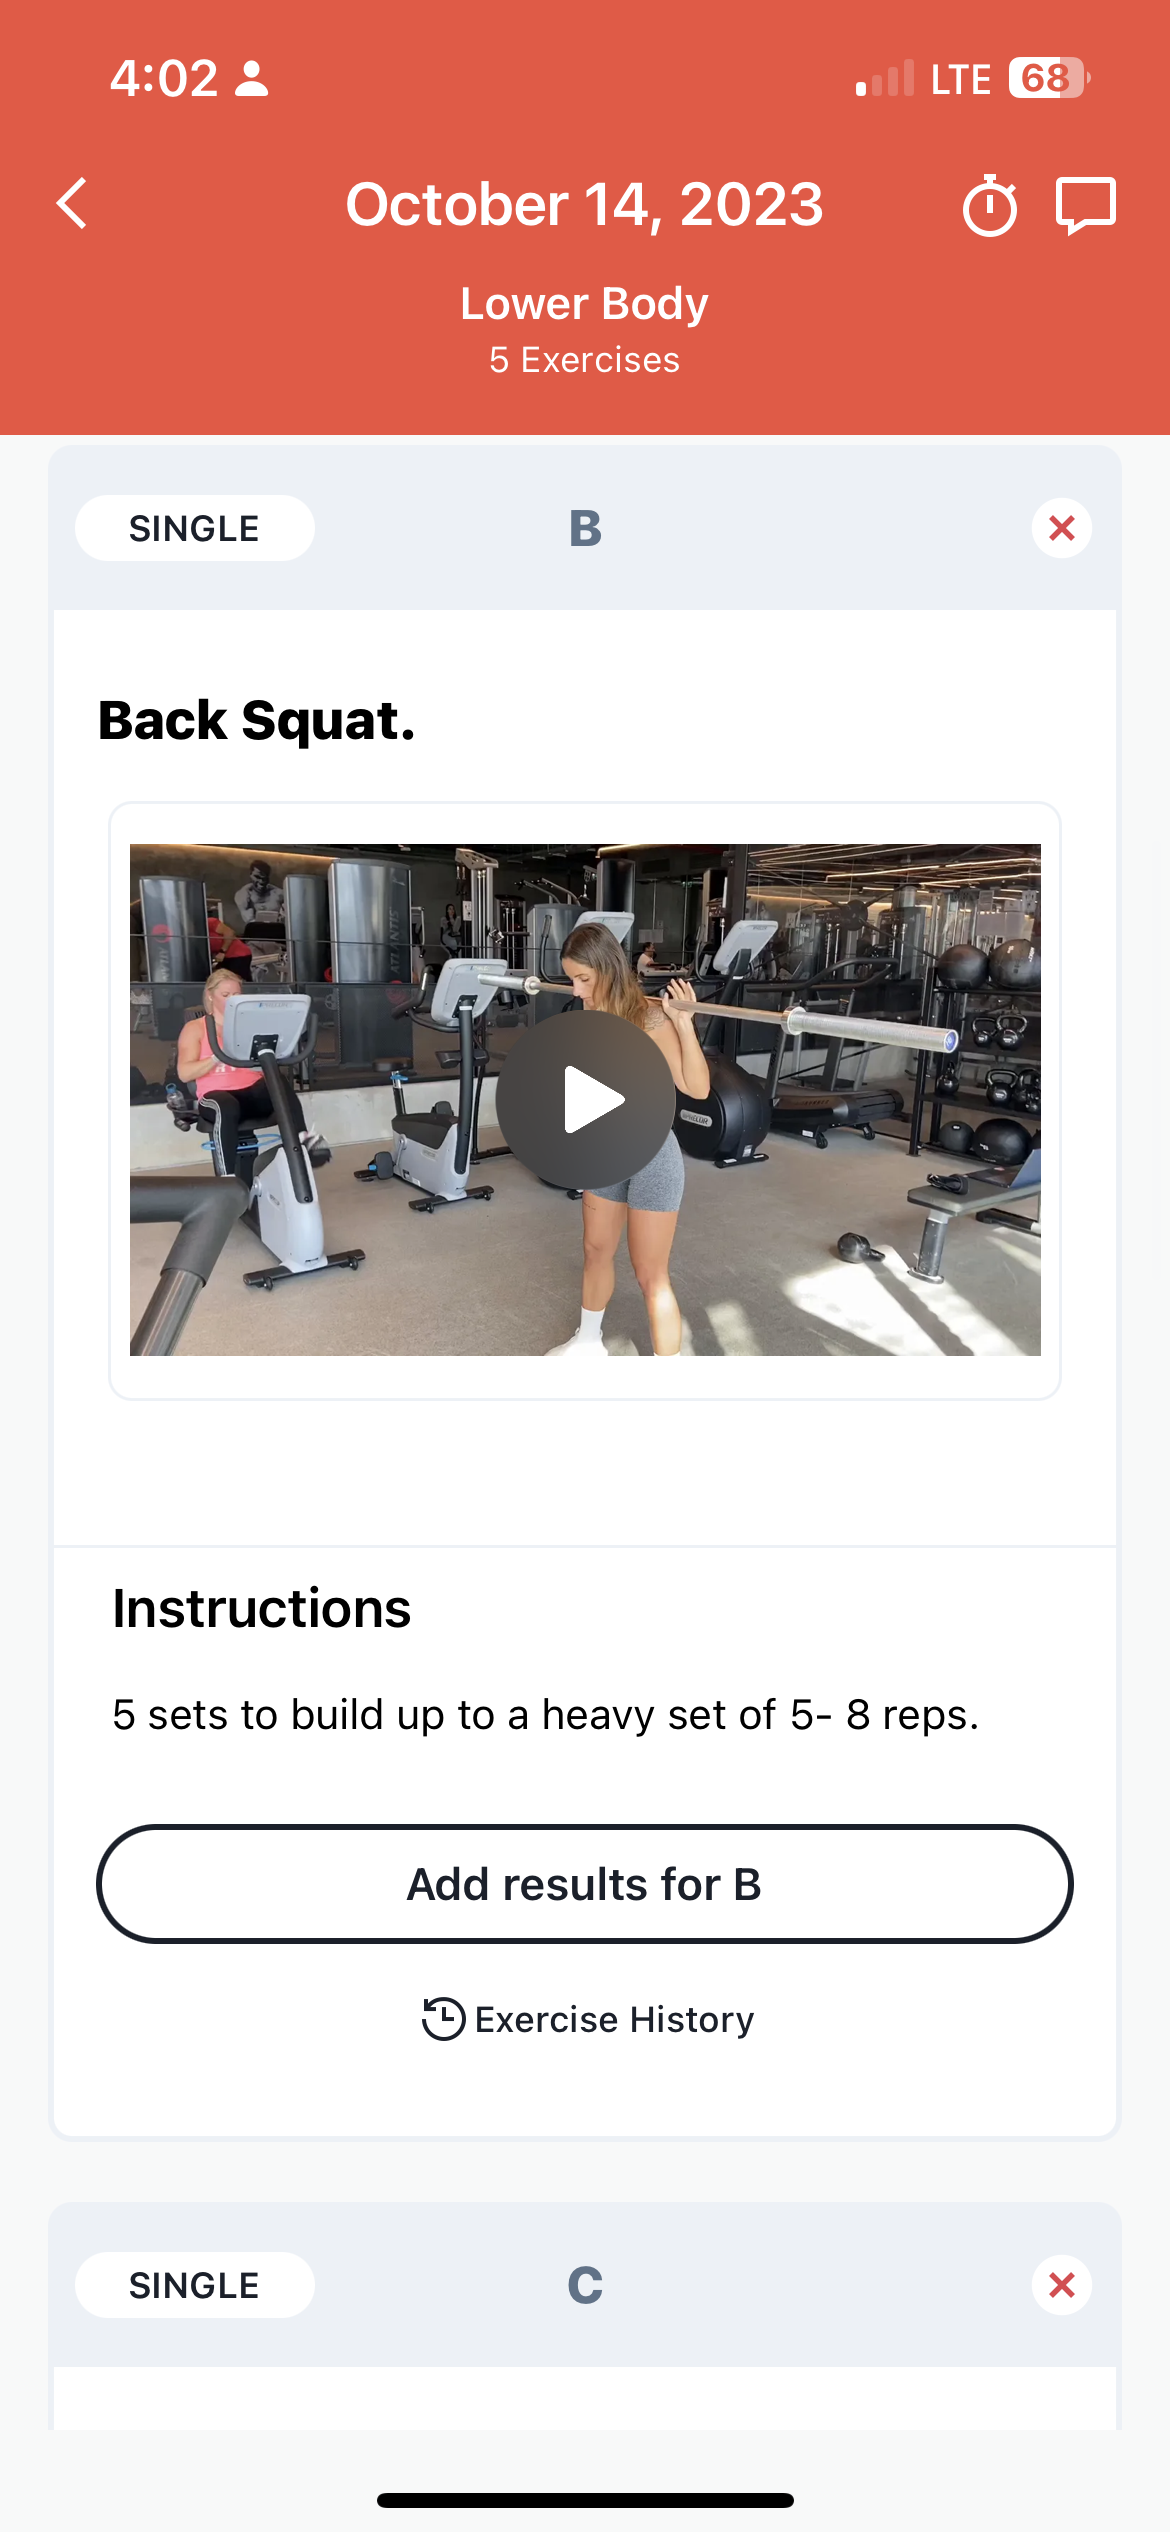 4:02
LTE 68
October 14, 2023
Lower Body
5 Exercises
SINGLE B
Back Squat.
ATLANTIS
PRECOR
Instructions
5 sets to build up to a heavy set of 5- 8 reps.
Add results for B
Exercise History
SINGLE C